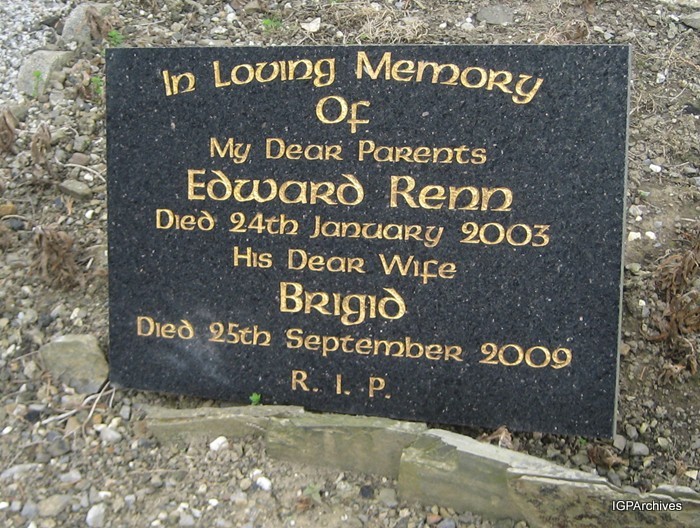 In Loving Memory
Of
My Dear Parents
Edward Renn
Died 24th January 2003
His Dear Wife
Brigid
Died 25th September 2009
R. I. P.
IGPArchives